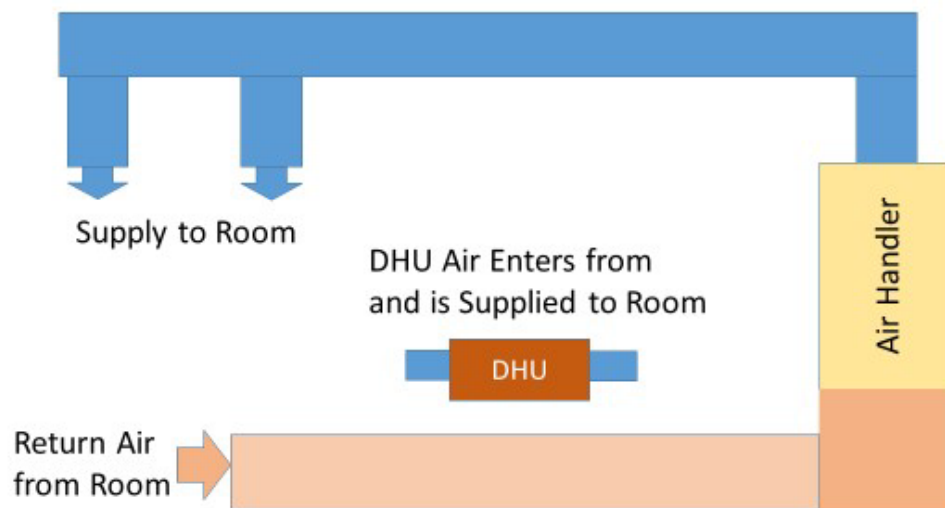 Supply to Room
DHU Air Enters from
and is Supplied to Room
Air Handler
DHU
Return Air
from Room